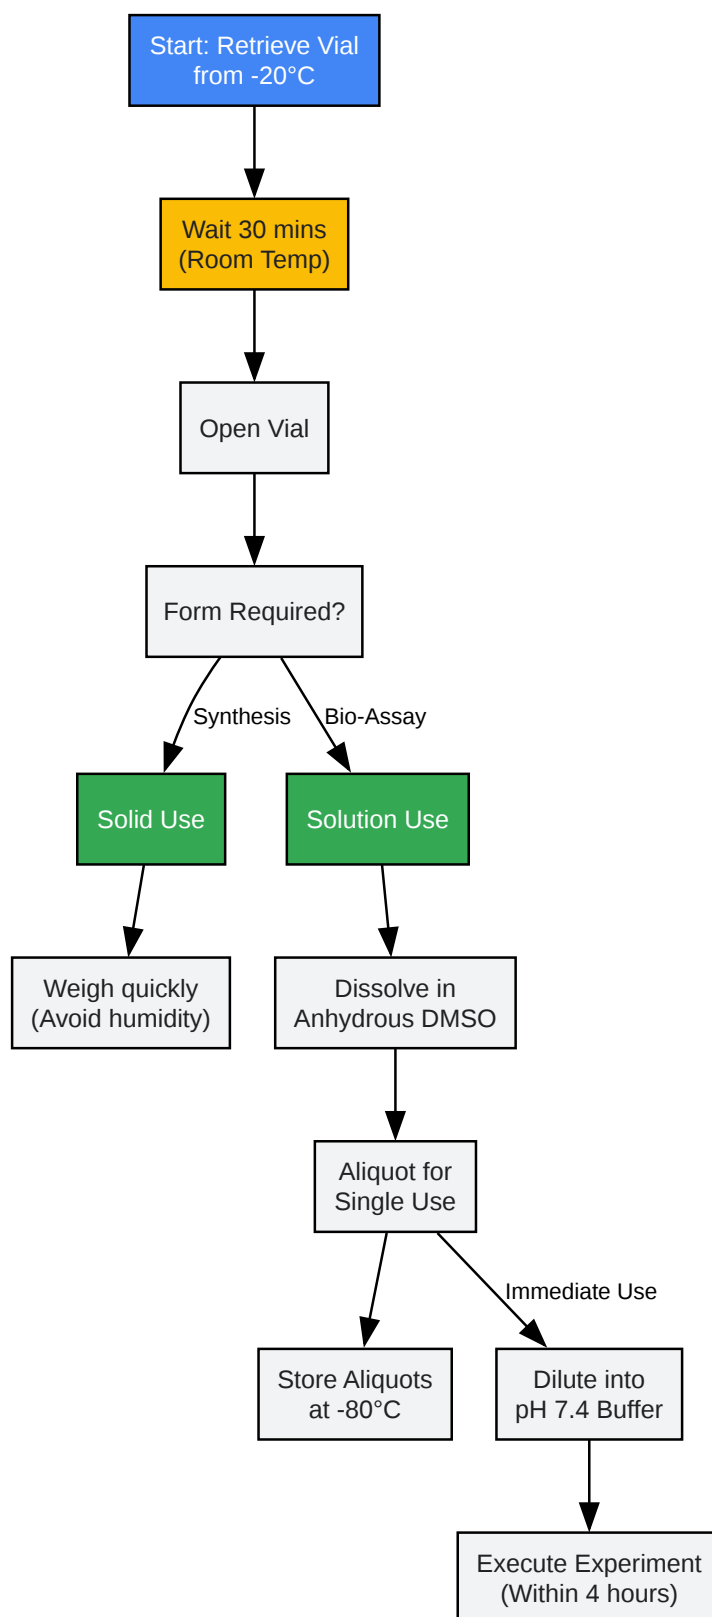 Start: Retrieve Vial
from -20°C
Wait 30 mins
(Room Temp)
Open Vial
Form Required?
Synthesis
Bio-Assay
Solid Use
Solution Use
Weigh quickly
(Avoid humidity)
Dissolve in
Anhydrous DMSO
Aliquot for
Single Use
Immediate Use
Store Aliquots
at -80°C
Dilute into
pH 7.4 Buffer
Execute Experiment
(Within 4 hours)